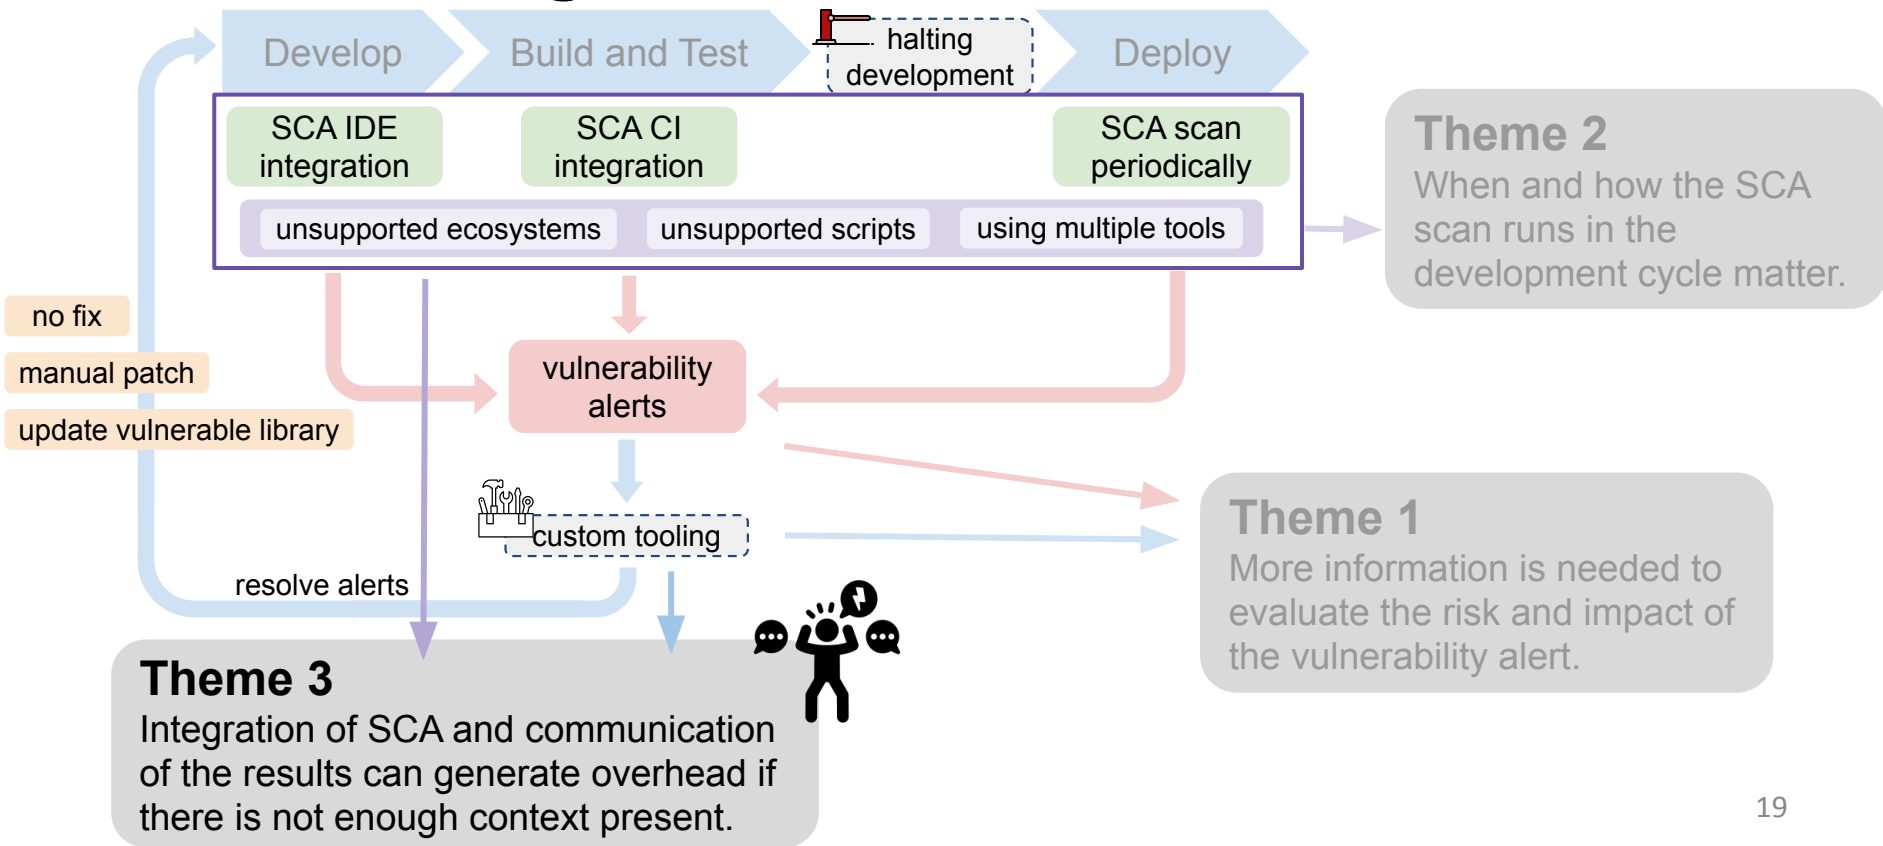 Develop
Build and Test
halting
development
Deploy
SCA IDE
integration
SCA CI
integration
SCA scan
periodically
unsupported ecosystems
unsupported scripts
using multiple tools
Theme 2
When and how the SCA
scan runs in the
development cycle matter.
no fix
manual patch
update vulnerable library
vulnerability
alerts
custom tooling
resolve alerts
Theme 1
More information is needed to
evaluate the risk and impact of
the vulnerability alert.
Theme 3
Integration of SCA and communication
of the results can generate overhead if
there is not enough context present.
19